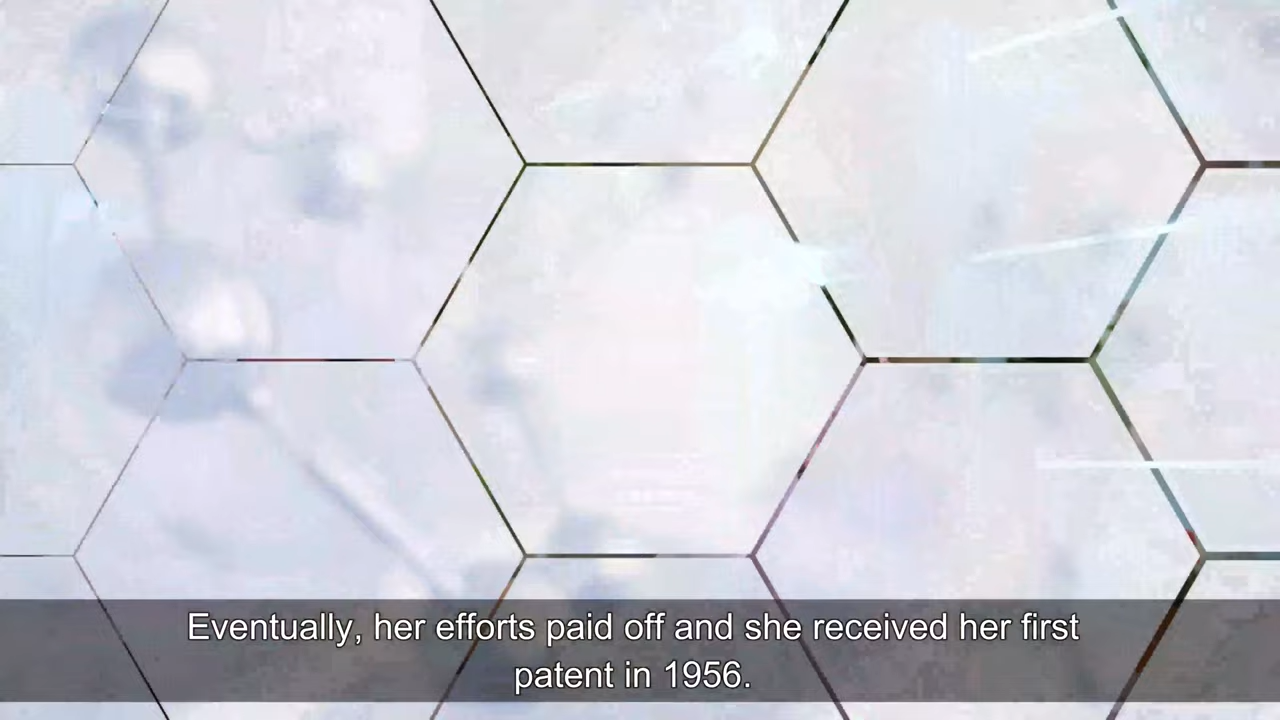 Eventually, her efforts paid off and she received her first
patent in 1956.